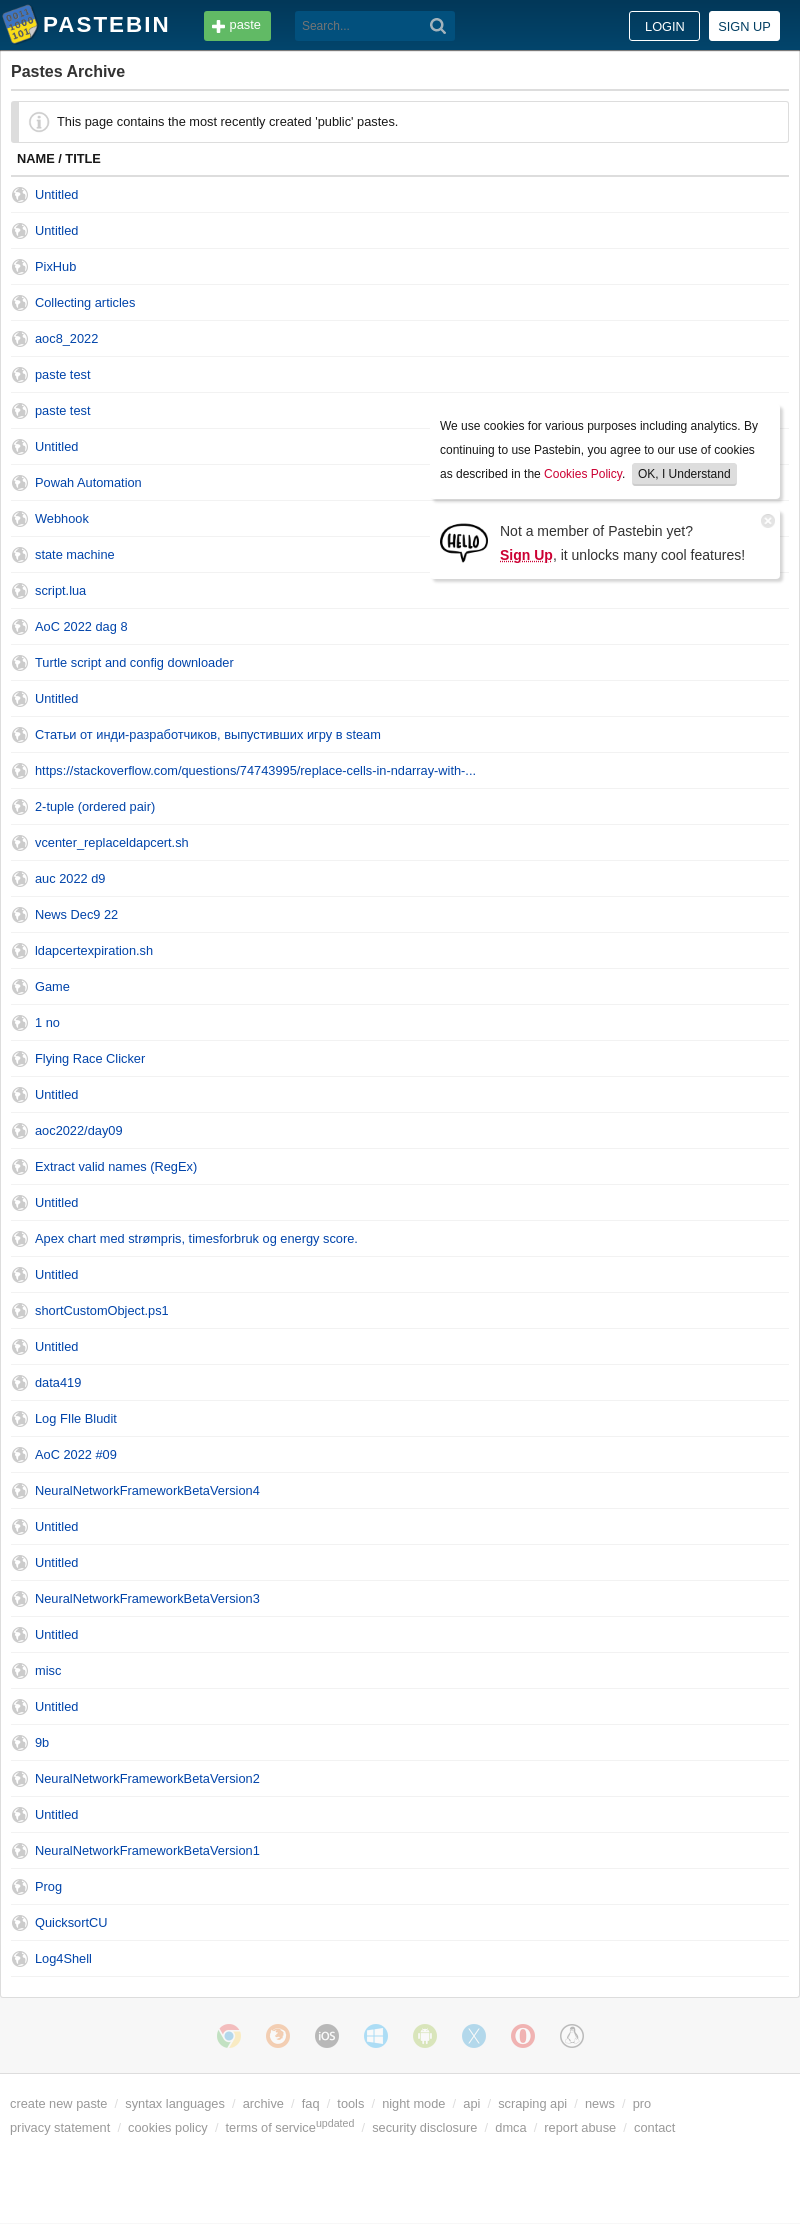 PASTEBIN paste Search... LOGIN SIGN UP
Pastes Archive
This page contains the most recently created 'public' pastes.
NAME / TITLE
Untitled
Untitled
PixHub
Collecting articles
aoc8_2022
paste test
paste test
We use cookies for various purposes including analytics. By
continuing to use Pastebin, you agree to our use of cookies
as described in the Cookies Policy. OK, I Understand
Untitled
Powah Automation
Webhook
HELLO
Not a member of Pastebin yet?
Sign Up, it unlocks many cool features!
state machine
script.lua
AoC 2022 dag 8
Turtle script and config downloader
Untitled
Статьи от инди-разработчиков, выпустивших игру в steam
https://stackoverflow.com/questions/74743995/replace-cells-in-ndarray-with-...
2-tuple (ordered pair)
vcenter_replaceldapcert.sh
auc 2022 d9
News Dec9 22
ldapcertexpiration.sh
Game
1 no
Flying Race Clicker
Untitled
aoc2022/day09
Extract valid names (RegEx)
Untitled
Apex chart med strømpris, timesforbruk og energy score.
Untitled
shortCustomObject.ps1
Untitled
data419
Log FIle Bludit
AoC 2022 #09
NeuralNetworkFrameworkBetaVersion4
Untitled
Untitled
NeuralNetworkFrameworkBetaVersion3
Untitled
misc
Untitled
9b
NeuralNetworkFrameworkBetaVersion2
Untitled
NeuralNetworkFrameworkBetaVersion1
Prog
QuicksortCU
Log4Shell
iOS
create new paste / syntax languages / archive / faq / tools / night mode / api / scraping api / news / pro
privacy statement / cookies policy / terms of serviceupdated / security disclosure / dmca / report abuse / contact